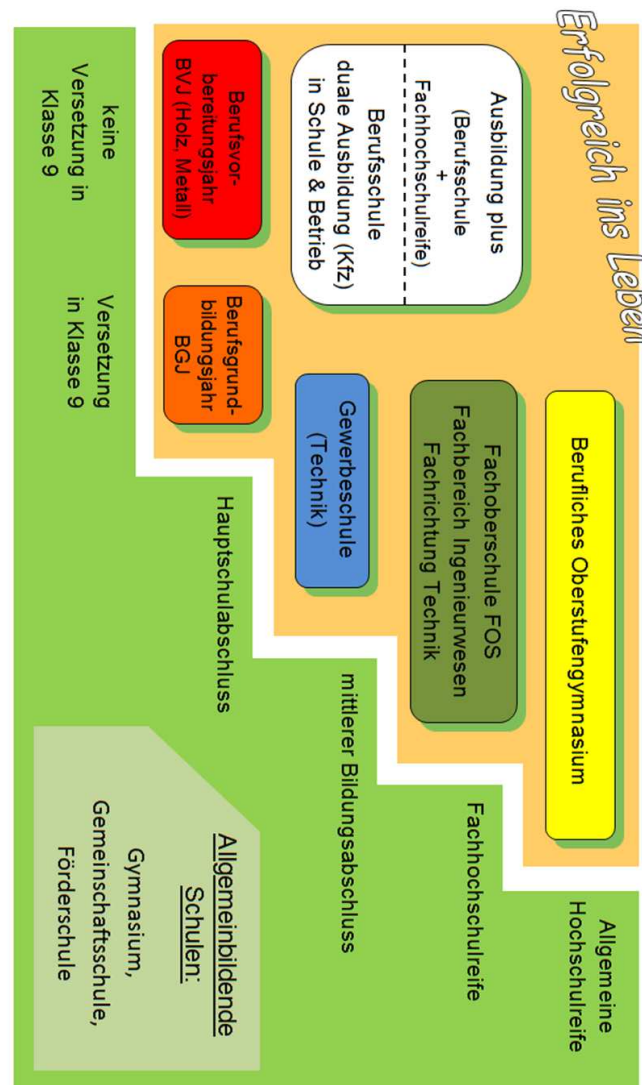 Erfolgreich ins Leben
Berufliches Oberstufengymnasium
Allgemeine
Hochschulreife
Ausbildung plus
(Berufsschule
+
Fachhochschulreife)
Berufsschule
duale Ausbildung (Kfz)
in Schule & Betrieb
Fachoberschule FOS
Fachbereich Ingenieurwesen
Fachrichtung Technik
Fachhochschulreife
Gewerbeschule
(Technik)
mittlerer Bildungsabschluss
Berufsvor-
bereitungsjahr
BVJ (Holz, Metall)
Berufsgrund-
bildungsjahr
BGJ
Hauptschulabschluss
keine
Versetzung in
Klasse 9
Versetzung
in Klasse 9
Allgemeinbildende
Schulen:
Gymnasium,
Gemeinschaftsschule,
Förderschule